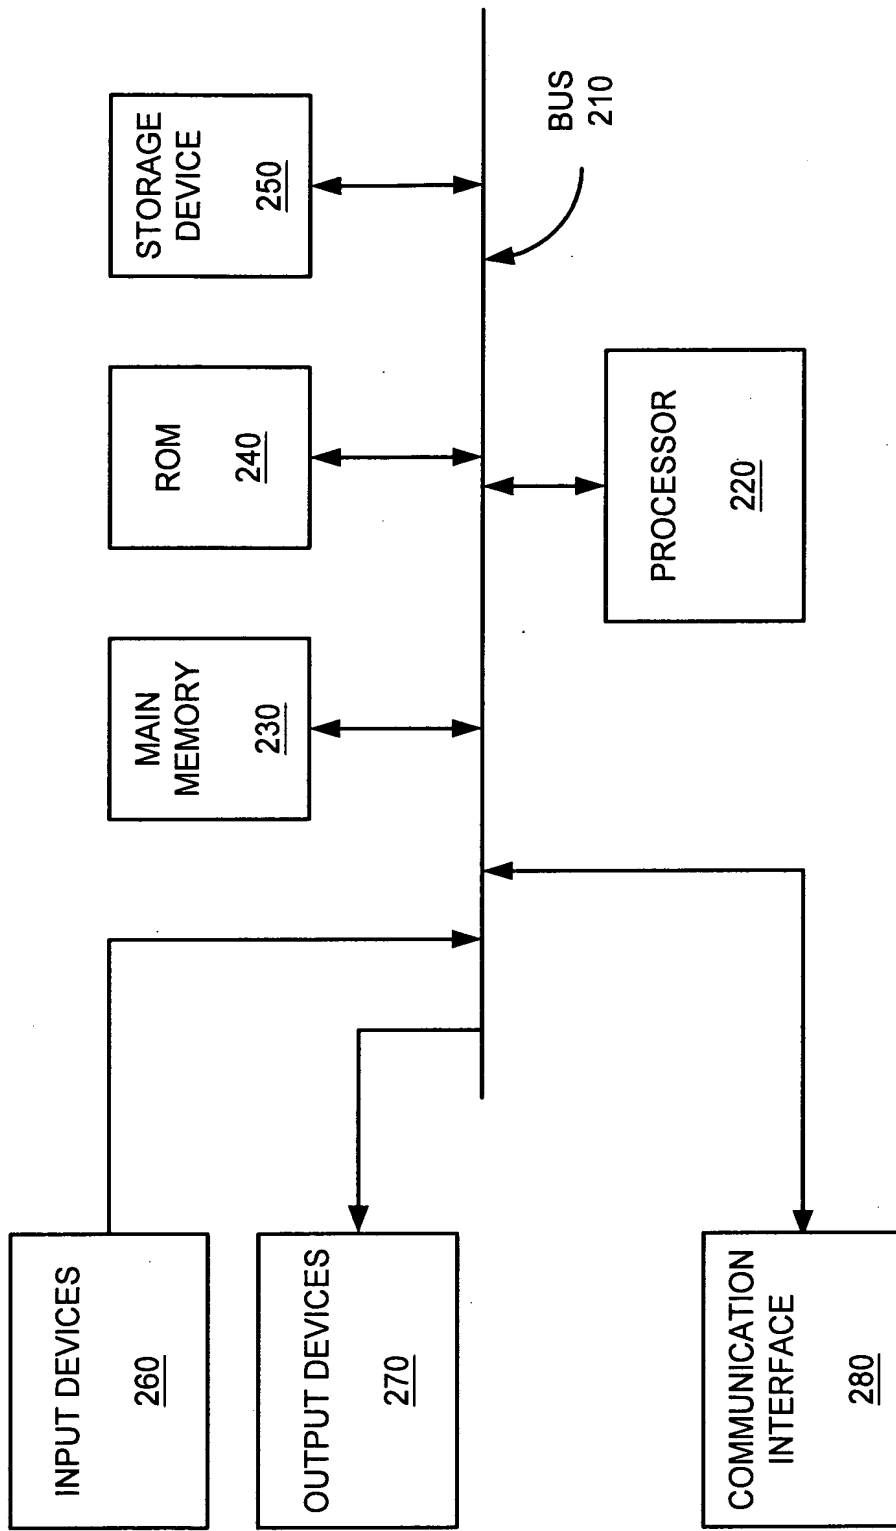 INPUT DEVICES
260
OUTPUT DEVICES
270
COMMUNICATION
INTERFACE
280
MAIN
MEMORY
230
ROM
240
STORAGE
DEVICE
250
PROCESSOR
220
BUS
210